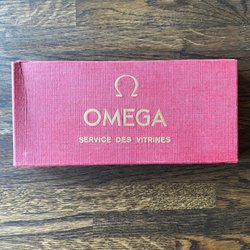 Ω
OMEGA
SERVICE DES VITRINES